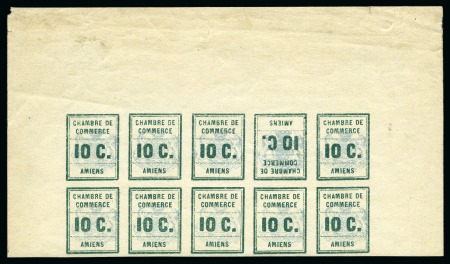 CHAMBRE DE CHAMBRE DE CHAMBRE DE AMIENS CHAMBRE DE
COMMERCE COMMERCE COMMERCE 10 C. COMMERCE
10 C. 10 C. 10 C. COMMERCE 10 C.
AMIENS AMIENS AMIENS CHAMBRE DE AMIENS
CHAMBRE DE CHAMBRE DE CHAMBRE DE CHAMBRE DE CHAMBRE DE
COMMERCE COMMERCE COMMERCE COMMERCE COMMERCE
10 C. 10 C. 10 C. 10 C. 10 C.
AMIENS AMIENS AMIENS AMIENS AMIENS